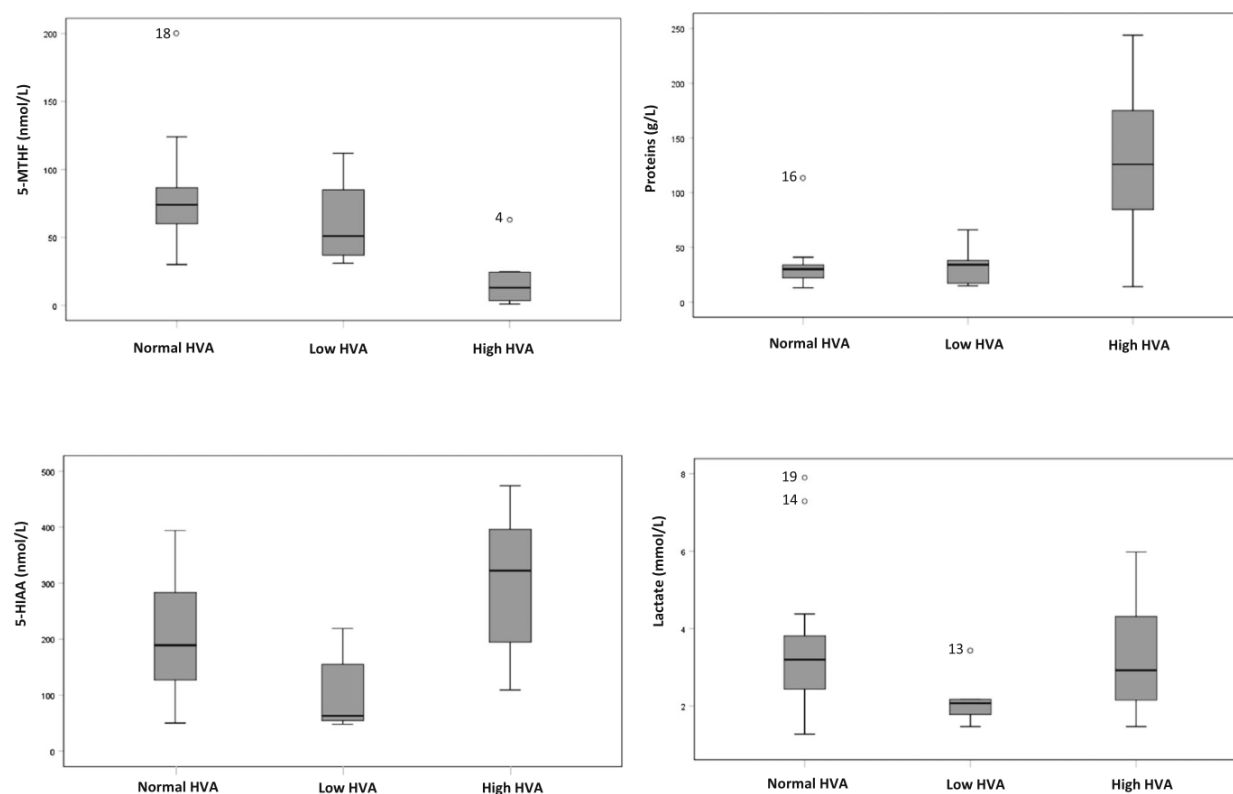 5-MTHF (nmol/L)
200
150
100
50
0
18
4
Normal HVA
Low HVA
High HVA
Proteins (g/L)
250
200
150
100
50
0
16
Normal HVA
Low HVA
High HVA
5-HIAA (nmol/L)
500
400
300
200
100
0
Normal HVA
Low HVA
High HVA
Lactate (mmol/L)
8
6
4
2
19
14
13
Normal HVA
Low HVA
High HVA